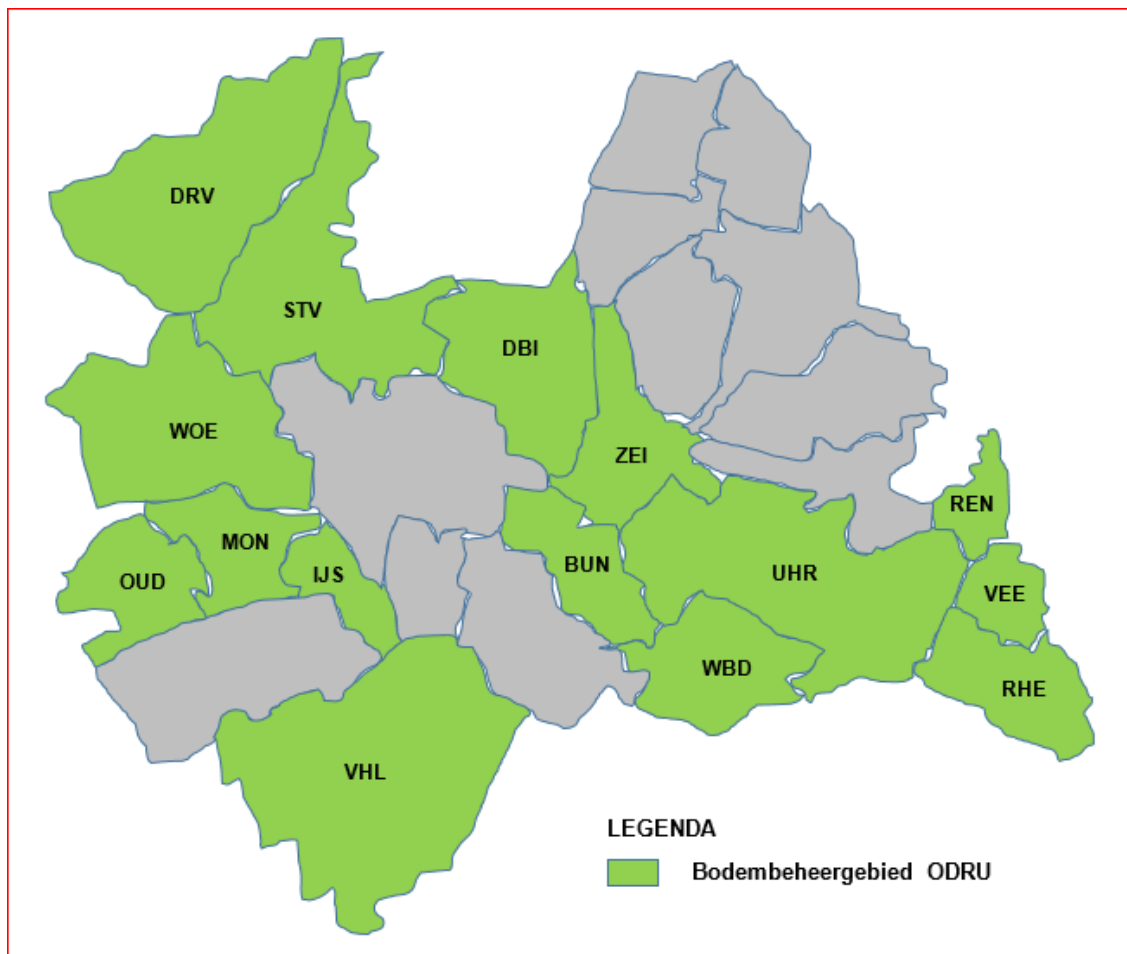 DRV
STV
DBI
WOE
ZEI
REN
MON
BUN
IJS
OUD
UHR
VEE
WBD
RHE
VHL
LEGENDA
Bodembeheergebied ODRU